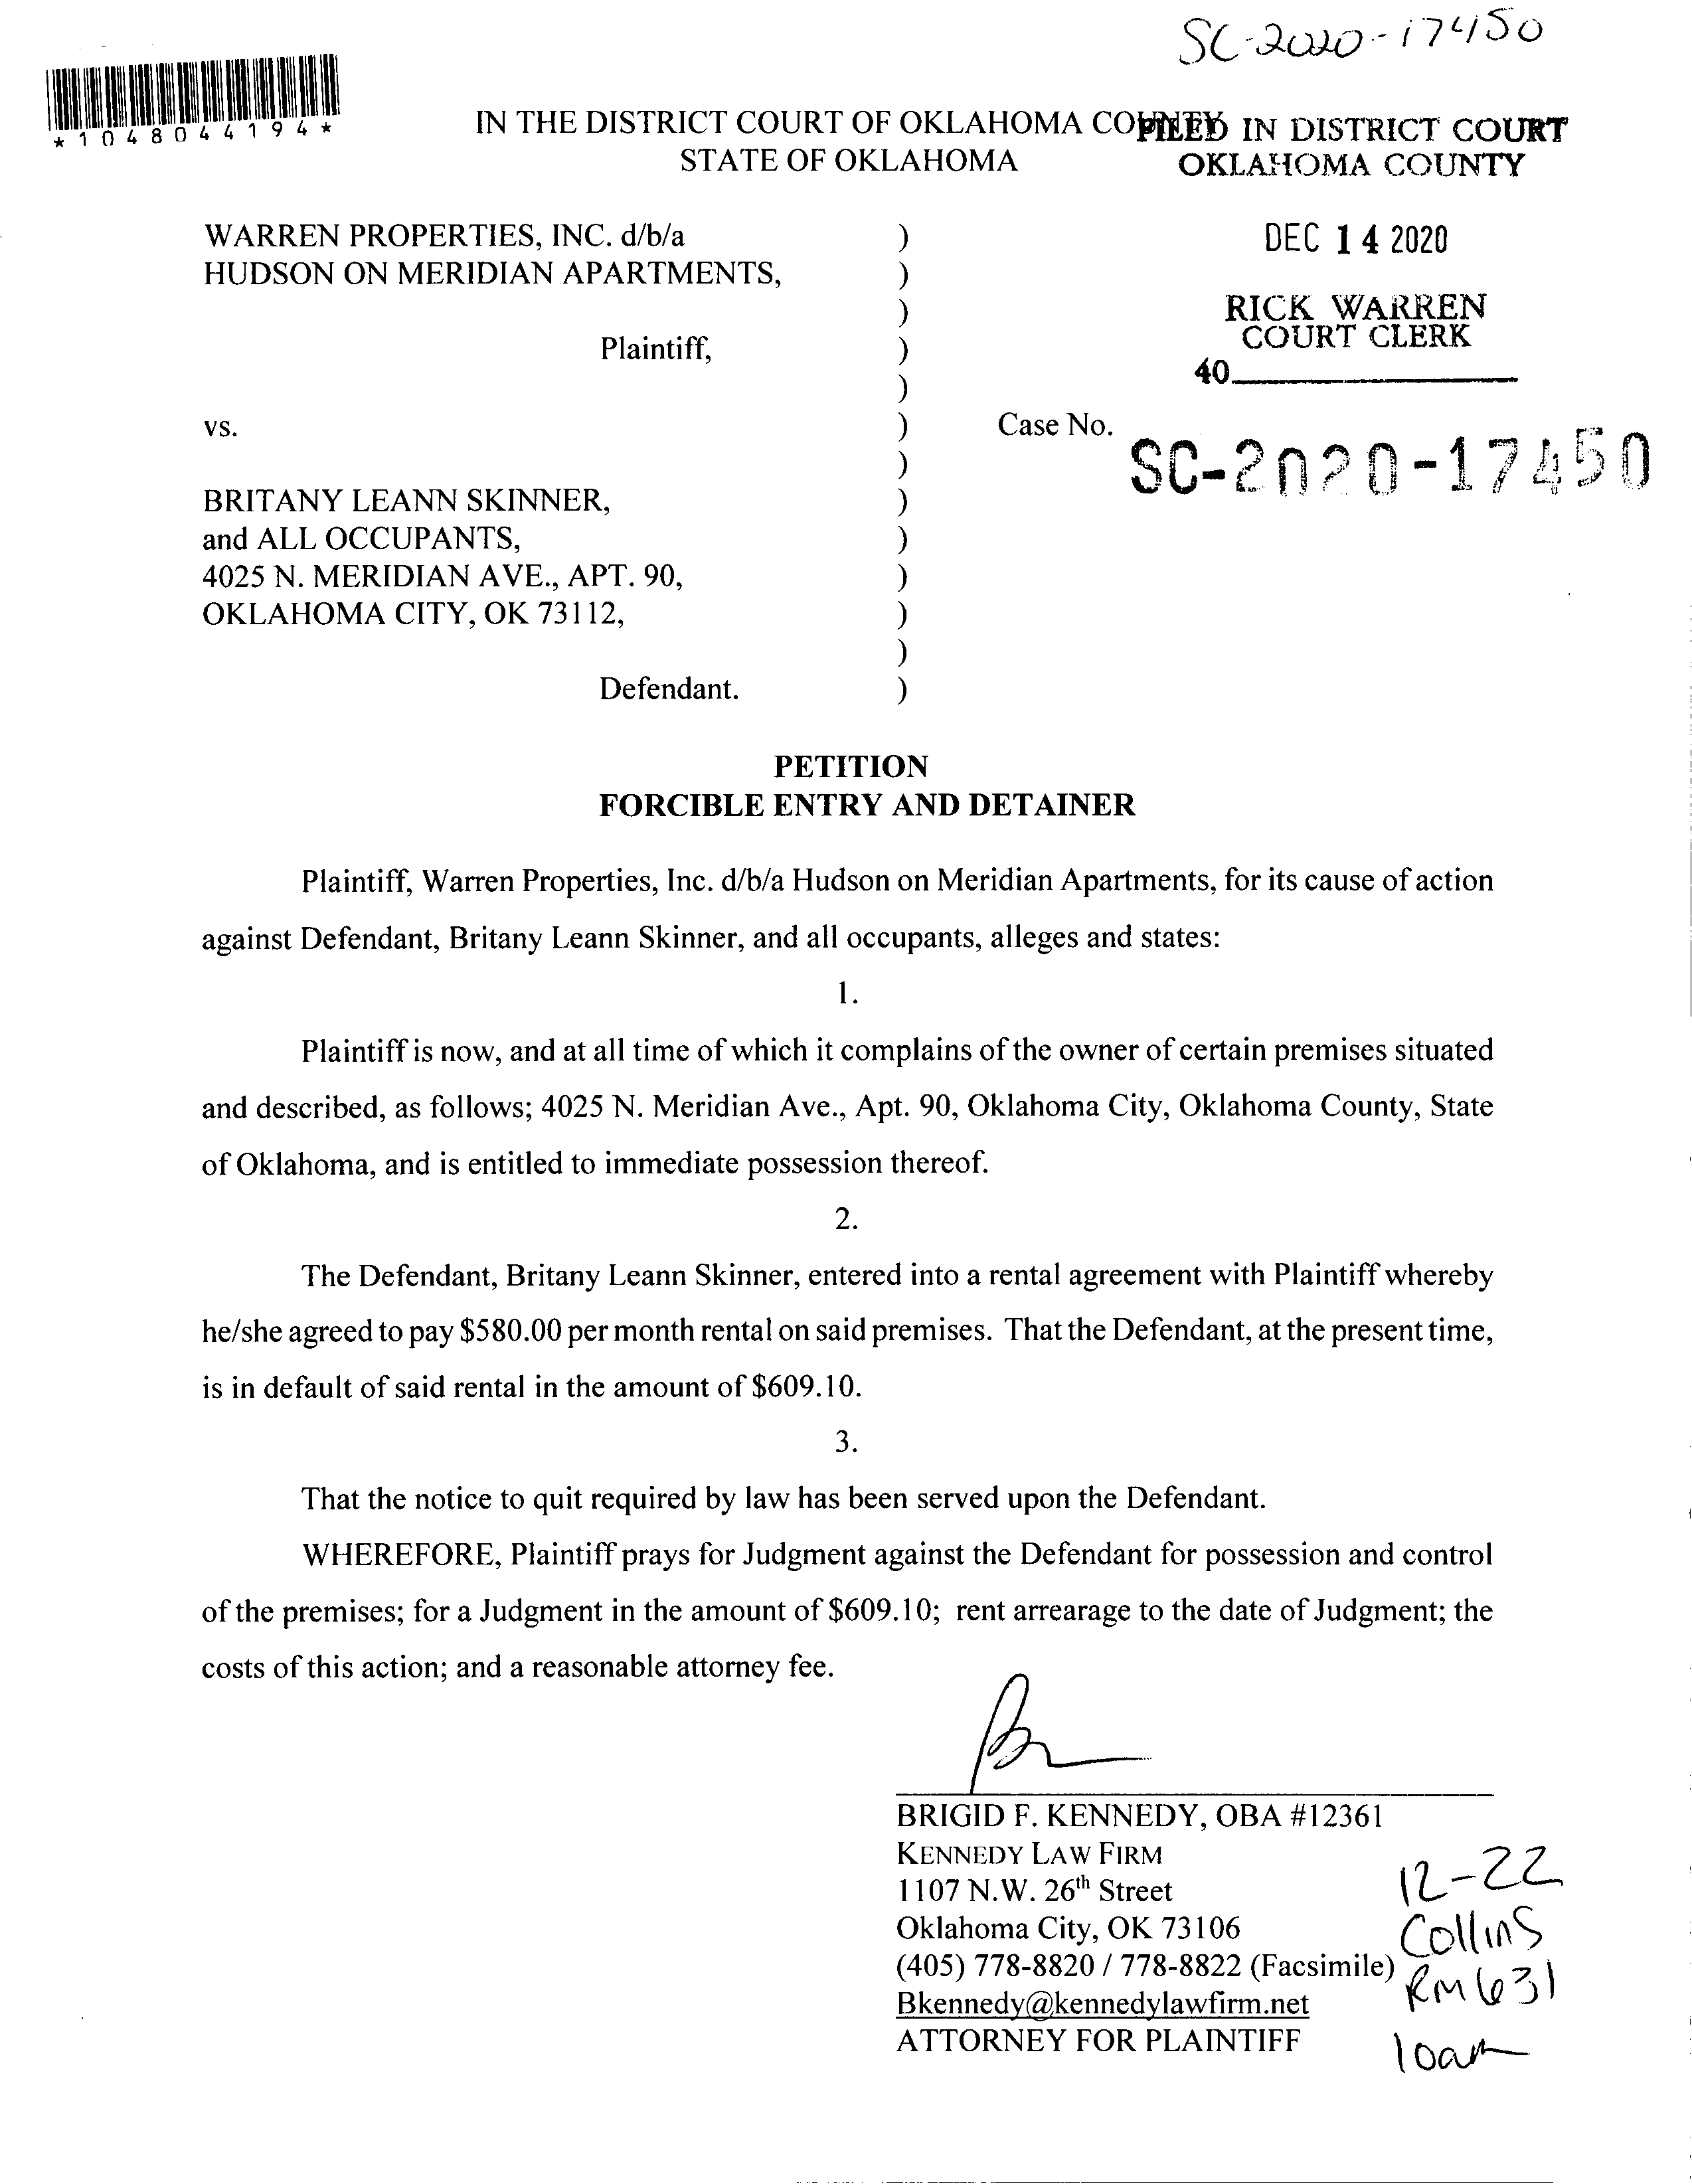 SC-2020-17450
*1048044194*
IN THE DISTRICT COURT OF OKLAHOMA COUNTY
STATE OF OKLAHOMA
FILED IN DISTRICT COURT
OKLAHOMA COUNTY
DEC 14 2020
RICK WARREN
COURT CLERK
40
WARREN PROPERTIES, INC. d/b/a )
HUDSON ON MERIDIAN APARTMENTS, )
)
Plaintiff, )
)
vs. ) Case No. SC-2020-17450
)
BRITANY LEANN SKINNER, )
and ALL OCCUPANTS, )
4025 N. MERIDIAN AVE., APT. 90, )
OKLAHOMA CITY, OK 73112, )
)
Defendant. )
PETITION
FORCIBLE ENTRY AND DETAINER
Plaintiff, Warren Properties, Inc. d/b/a Hudson on Meridian Apartments, for its cause of action
against Defendant, Britany Leann Skinner, and all occupants, alleges and states:
1.
Plaintiff is now, and at all time of which it complains of the owner of certain premises situated
and described, as follows; 4025 N. Meridian Ave., Apt. 90, Oklahoma City, Oklahoma County, State
of Oklahoma, and is entitled to immediate possession thereof.
2.
The Defendant, Britany Leann Skinner, entered into a rental agreement with Plaintiff whereby
he/she agreed to pay $580.00 per month rental on said premises. That the Defendant, at the present time,
is in default of said rental in the amount of $609.10.
3.
That the notice to quit required by law has been served upon the Defendant.
WHEREFORE, Plaintiff prays for Judgment against the Defendant for possession and control
of the premises; for a Judgment in the amount of $609.10; rent arrearage to the date of Judgment; the
costs of this action; and a reasonable attorney fee.
BRIGID F. KENNEDY, OBA #12361
KENNEDY LAW FIRM
1107 N.W. 26th Street
Oklahoma City, OK 73106
(405) 778-8820 / 778-8822 (Facsimile)
Bkennedy@kennedylawfirm.net
ATTORNEY FOR PLAINTIFF
12-22
Collins
RM 631
10am